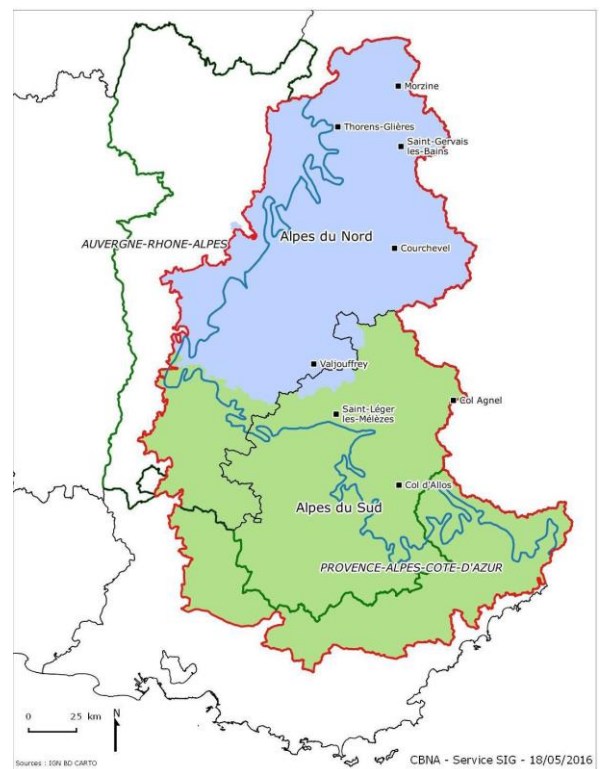 Morzine
Thorens-Glières
Saint-Gervais
les-Bains
AUVERGNE-RHONE-ALPES
Alpes du Nord
Courchevel
Valjouffrey
Col Agnel
Saint-Léger
les-Mélèzes
Col d'Allos
Alpes du Sud
PROVENCE-ALPES-COTE-D'AZUR
0 25 km
N
Sources : IGN BD CARTO
CBNA - Service SIG - 18/05/2016